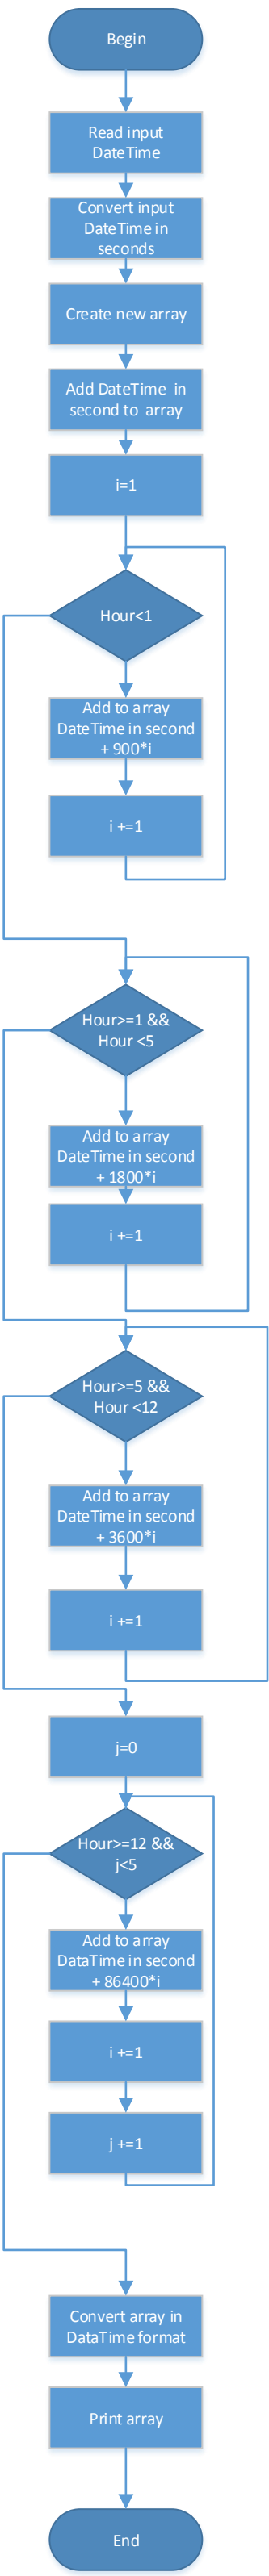 Begin
Read input
DateTime
Convert input
DateTime in
seconds
Create new array
Add DateTime in
second to array
i=1
Hour<1
Add to array
DateTime in second
+ 900*i
i +=1
Hour>=1 &&
Hour <5
Add to array
DateTime in second
+ 1800*i
i +=1
Hour>=5 &&
Hour <12
Add to array
DateTime in second
+ 3600*i
i +=1
j=0
Hour>=12 &&
j<5
Add to array
DataTime in second
+ 86400*i
i +=1
j +=1
Convert array in
DataTime format
Print array
End